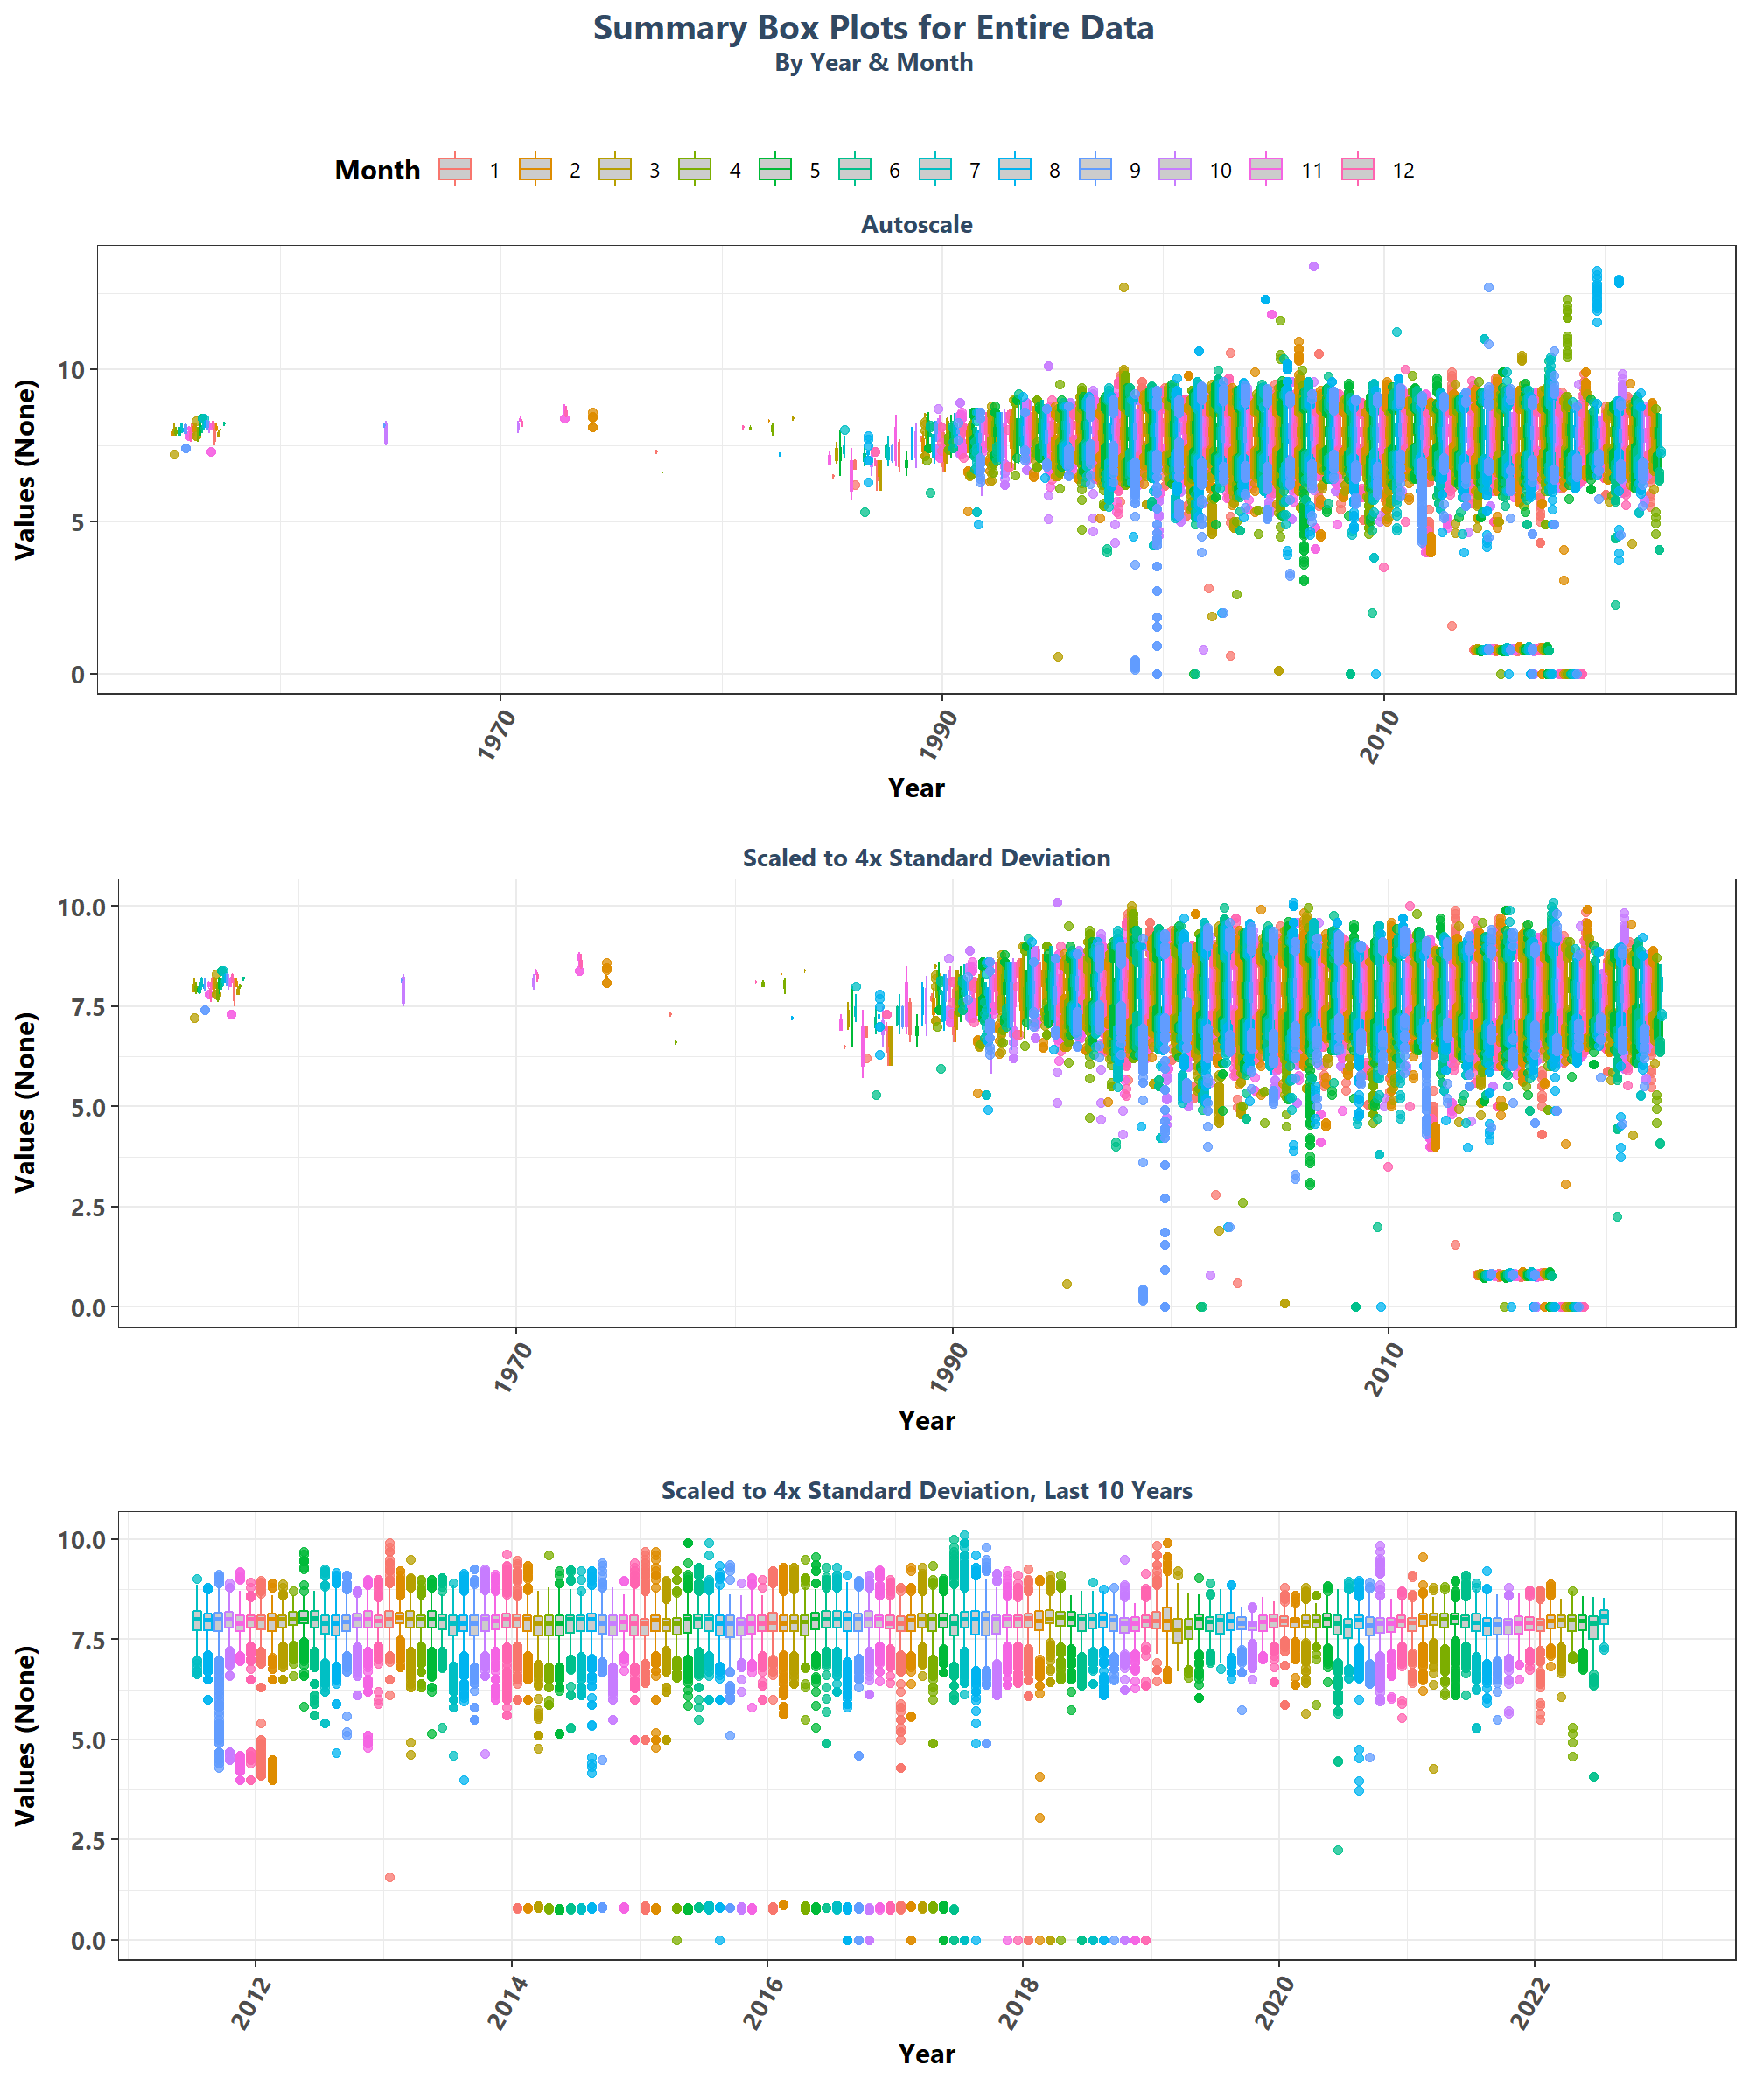 Summary Box Plots for Entire Data
By Year & Month
Month 1 2 3 4 5 6 7 8 9 10 11 12
Autoscale
Values (None)
10
5
0
1970 1990 2010
Year
Scaled to 4x Standard Deviation
Values (None)
10.0
7.5
5.0
2.5
0.0
1970 1990 2010
Year
Scaled to 4x Standard Deviation, Last 10 Years
Values (None)
10.0
7.5
5.0
2.5
0.0
2012 2014 2016 2018 2020 2022
Year